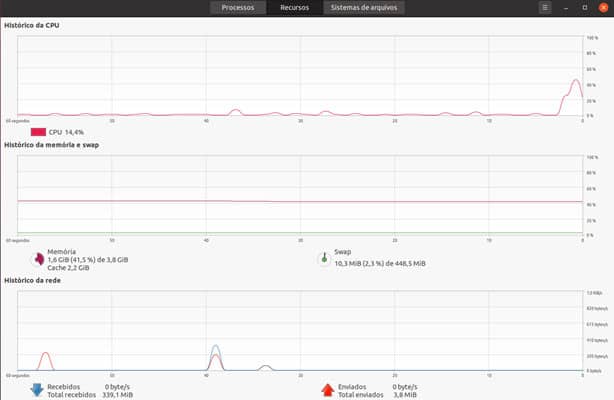 Processos Recursos Sistemas de arquivos
Histórico da CPU
100 %
80 %
60 %
40 %
20 %
0 %
60 segundos 50 40 30 20 10 0
CPU 14,4%
Histórico da memória e swap
100 %
80 %
60 %
40 %
20 %
0 %
60 segundos 50 40 30 20 10 0
Memória
1,6 GiB (41,5 %) de 3,8 GiB
Cache 2,2 GiB
Swap
10,3 MiB (2,3 %) de 448,5 MiB
Histórico da rede
1,0 KiB/s
820 bytes/s
615 bytes/s
410 bytes/s
205 bytes/s
0 byte/s
60 segundos 50 40 30 20 10 0
Recebidos 0 byte/s
Total recebidos 339,1 MiB
Enviados 0 byte/s
Total enviados 3,8 MiB